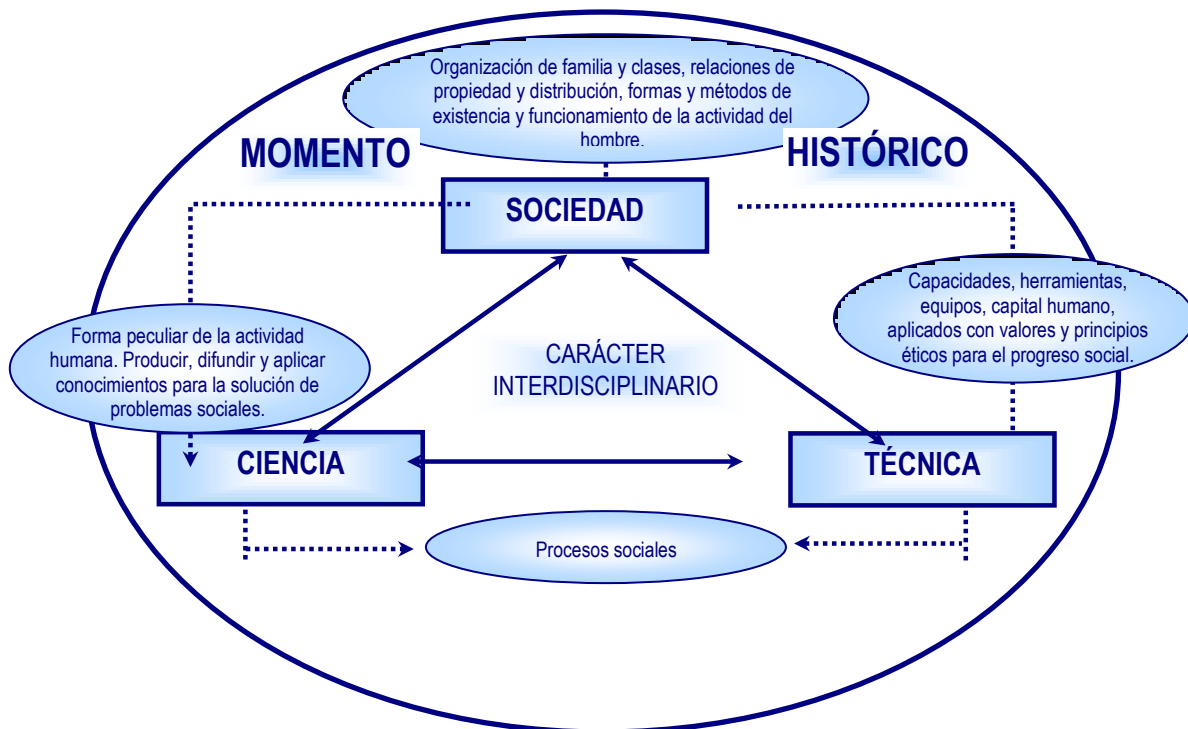 Organización de familia y clases, relaciones de
propiedad y distribución, formas y métodos de
existencia y funcionamiento de la actividad del
hombre.
MOMENTO
HISTÓRICO
SOCIEDAD
Capacidades, herramientas,
equipos, capital humano,
aplicados con valores y principios
éticos para el progreso social.
Forma peculiar de la actividad
humana. Producir, difundir y aplicar
conocimientos para la solución de
problemas sociales.
CARÁCTER
INTERDISCIPLINARIO
CIENCIA
TÉCNICA
Procesos sociales